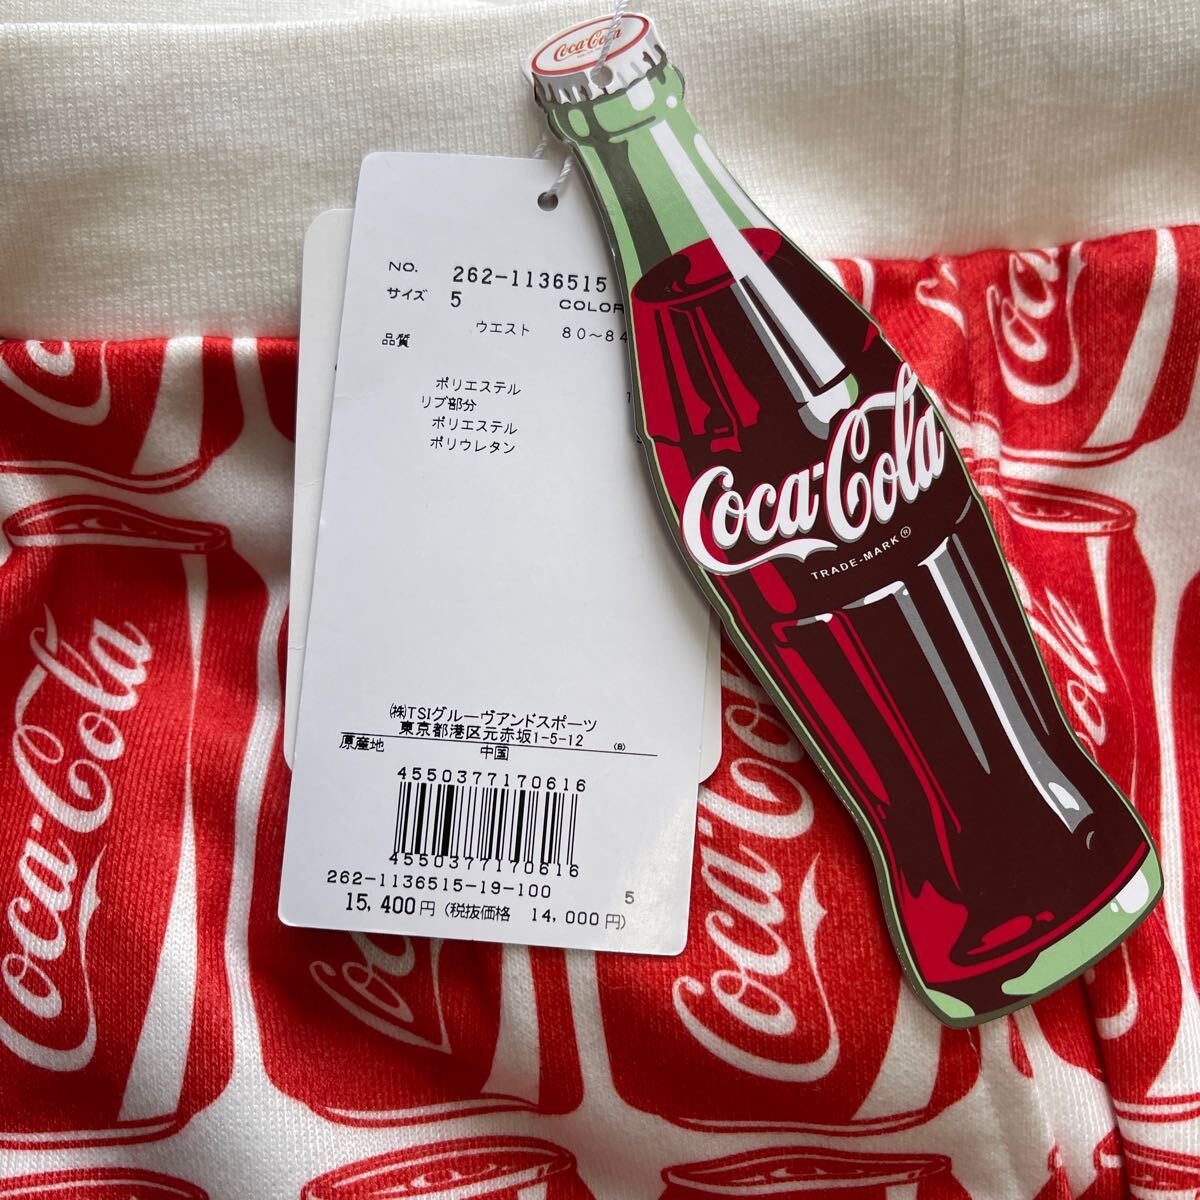 Coca-Cola
NO. 262-1136515
サイズ 5 COLOR
ウエスト 80～84
品質
ポリエステル
リブ部分
ポリエステル
ポリウレタン
㈱TSIグルーヴアンドスポーツ
東京都港区元赤坂1-5-12 (8)
原産地 中国
4550377170616
4550377170616
262-1136515-19-100 5
15,400円(税抜価格 14,000円)
Coca-Cola
TRADE-MARK®
Coca-Cola
Coca-Cola
Coca-Cola